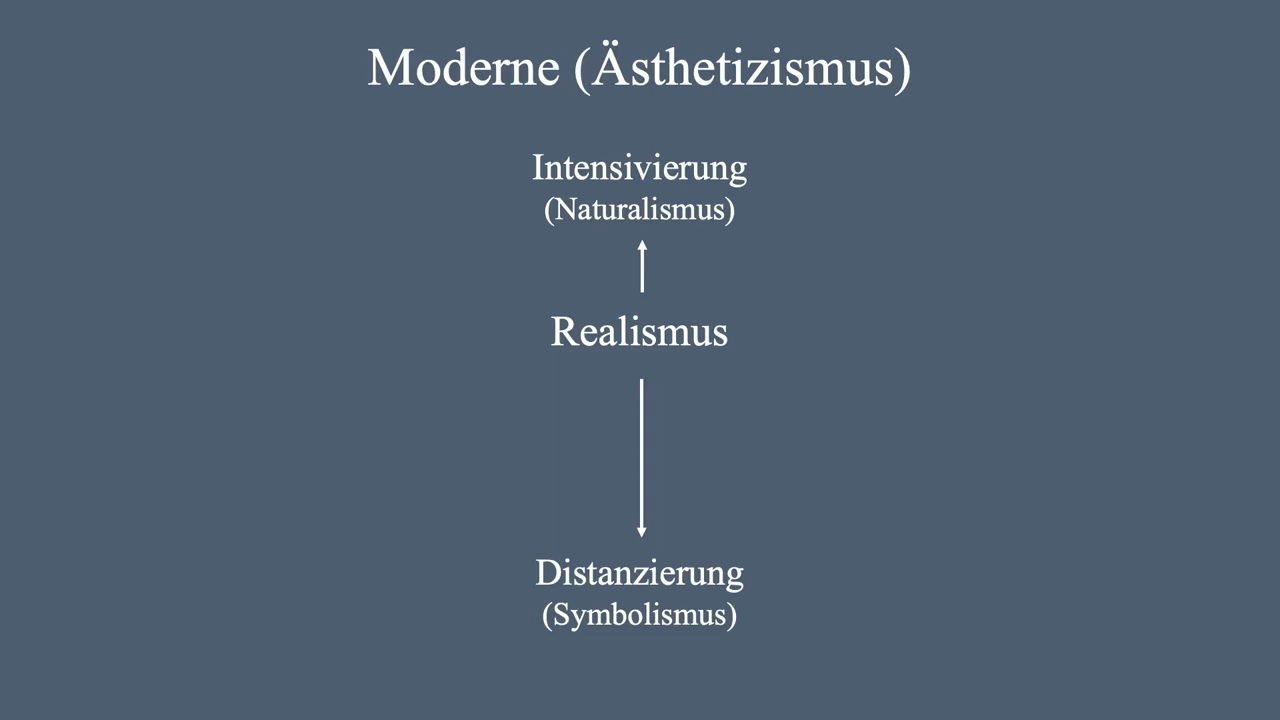 Moderne (Ästhetizismus)
Intensivierung
(Naturalismus)
Realismus
Distanzierung
(Symbolismus)